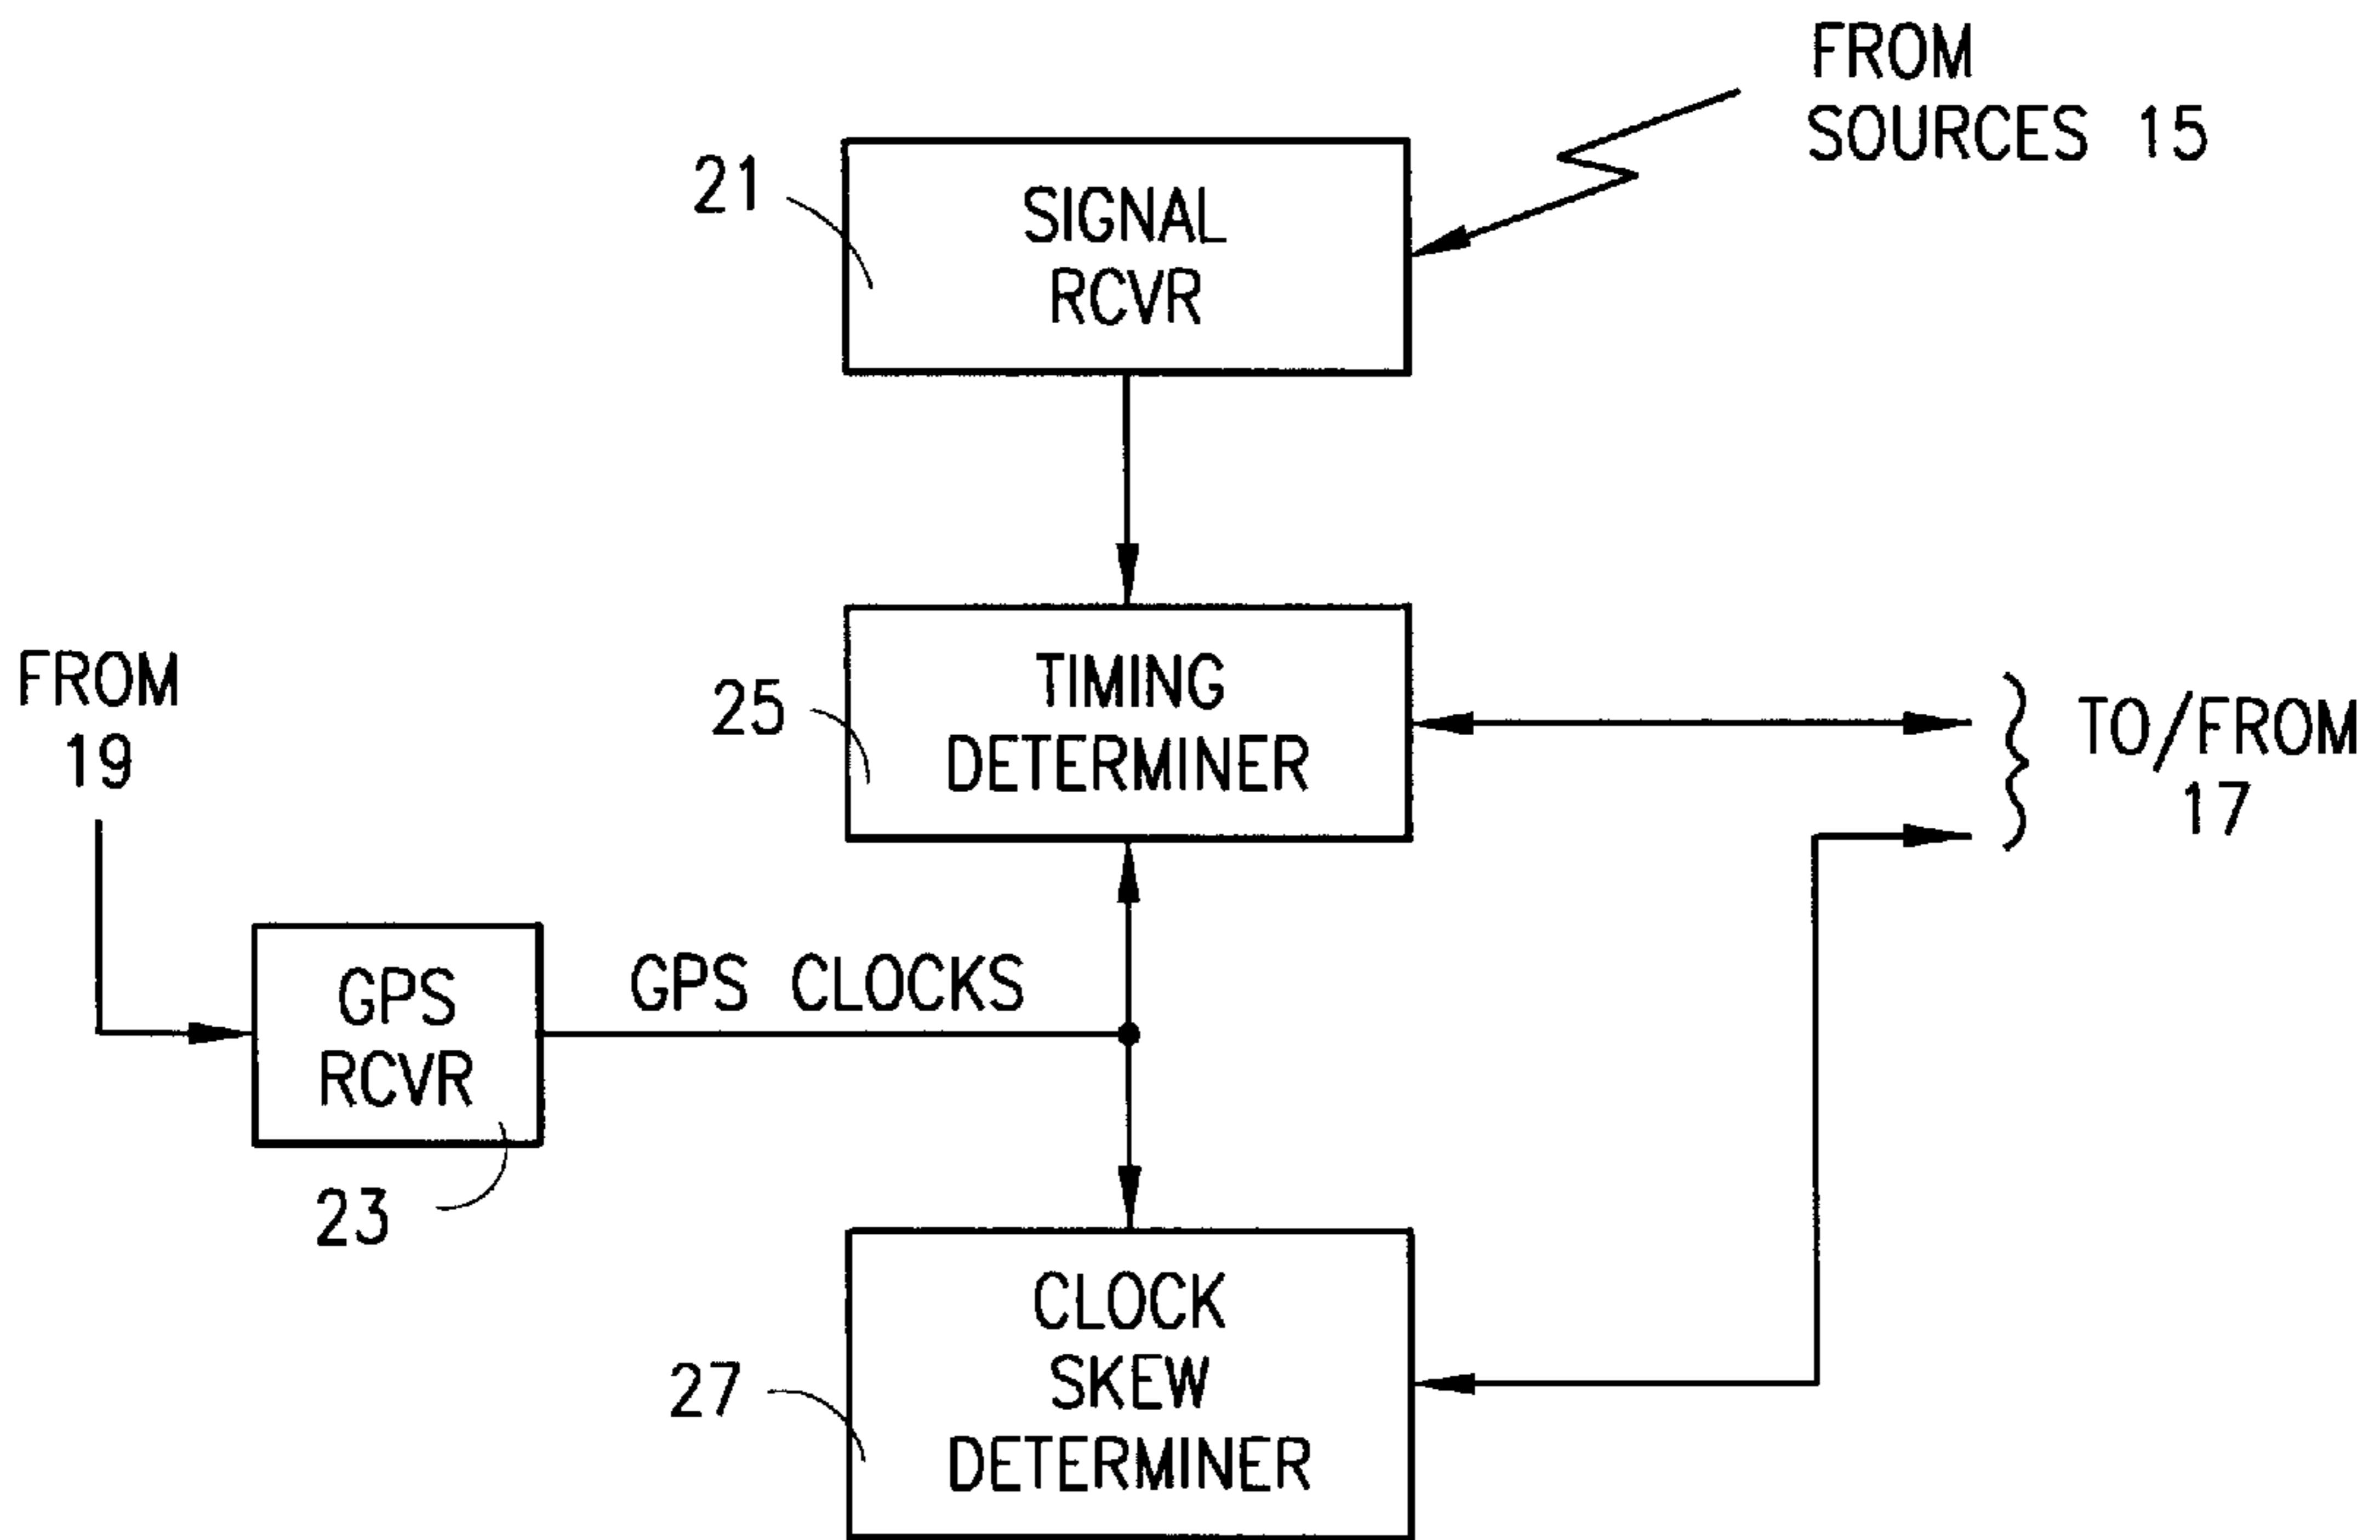 FROM
SOURCES 15
21
SIGNAL
RCVR
FROM
19
25
TIMING
DETERMINER
TO/FROM
17
GPS
RCVR
23
GPS CLOCKS
27
CLOCK
SKEW
DETERMINER